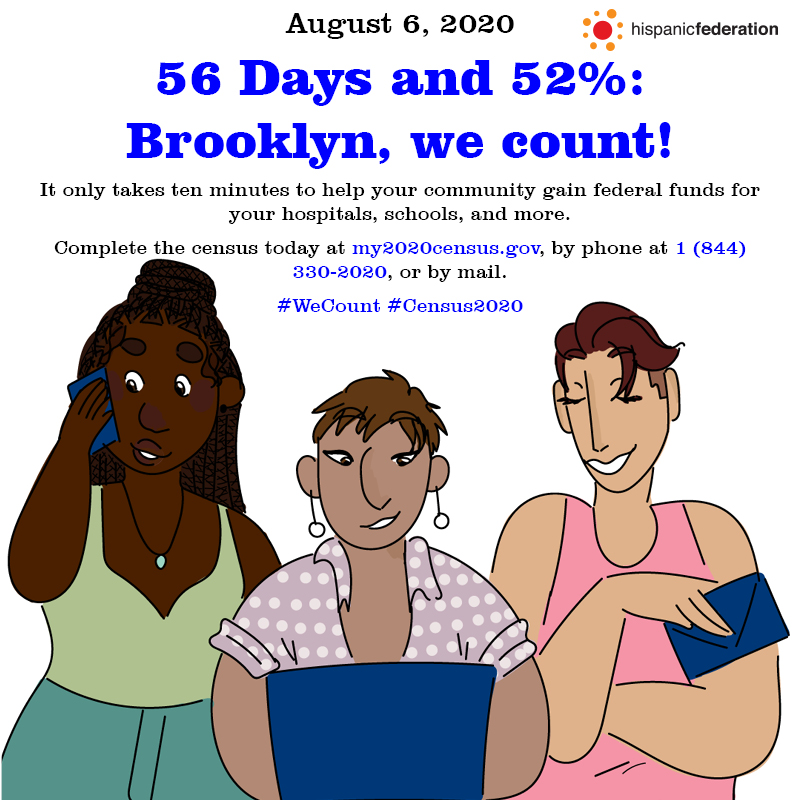 August 6, 2020
hispanicfederation
56 Days and 52%:
Brooklyn, we count!
It only takes ten minutes to help your community gain federal funds for
your hospitals, schools, and more.
Complete the census today at my2020census.gov, by phone at 1 (844)
330-2020, or by mail.
#WeCount #Census2020